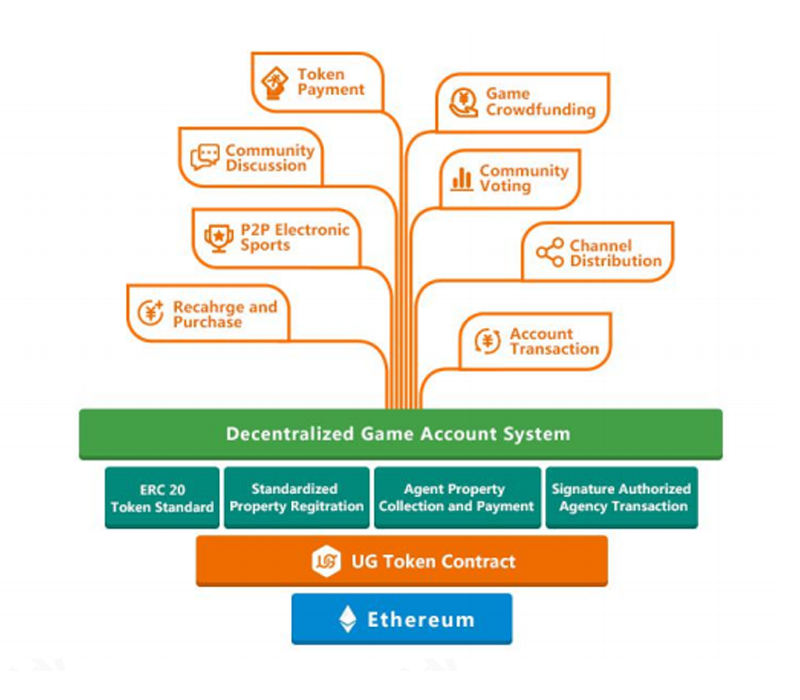 Token
Payment
Game
Crowdfunding
Community
Discussion
Community
Voting
P2P Electronic
Sports
Channel
Distribution
Recahrge and
Purchase
Account
Transaction
Decentralized Game Account System
ERC 20
Token Standard
Standardized
Property Regitration
Agent Property
Collection and Payment
Signature Authorized
Agency Transaction
UG UG Token Contract
Ethereum